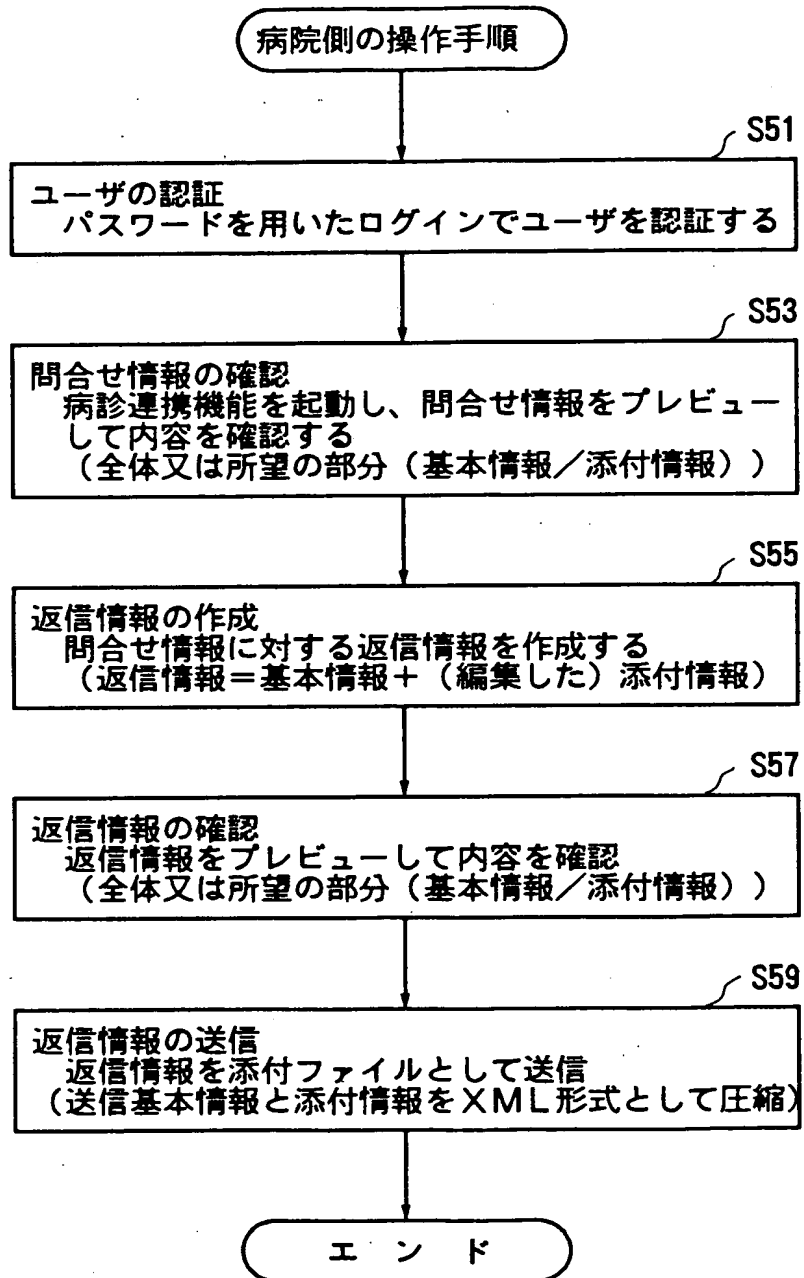 病院側の操作手順
S51
ユーザの認証
パスワードを用いたログインでユーザを認証する
S53
問合せ情報の確認
病診連携機能を起動し、問合せ情報をプレビュー
して内容を確認する
（全体又は所望の部分（基本情報／添付情報））
S55
返信情報の作成
問合せ情報に対する返信情報を作成する
（返信情報＝基本情報＋（編集した）添付情報）
S57
返信情報の確認
返信情報をプレビューして内容を確認
（全体又は所望の部分（基本情報／添付情報））
S59
返信情報の送信
返信情報を添付ファイルとして送信
（送信基本情報と添付情報をＸＭＬ形式として圧縮）
エンド